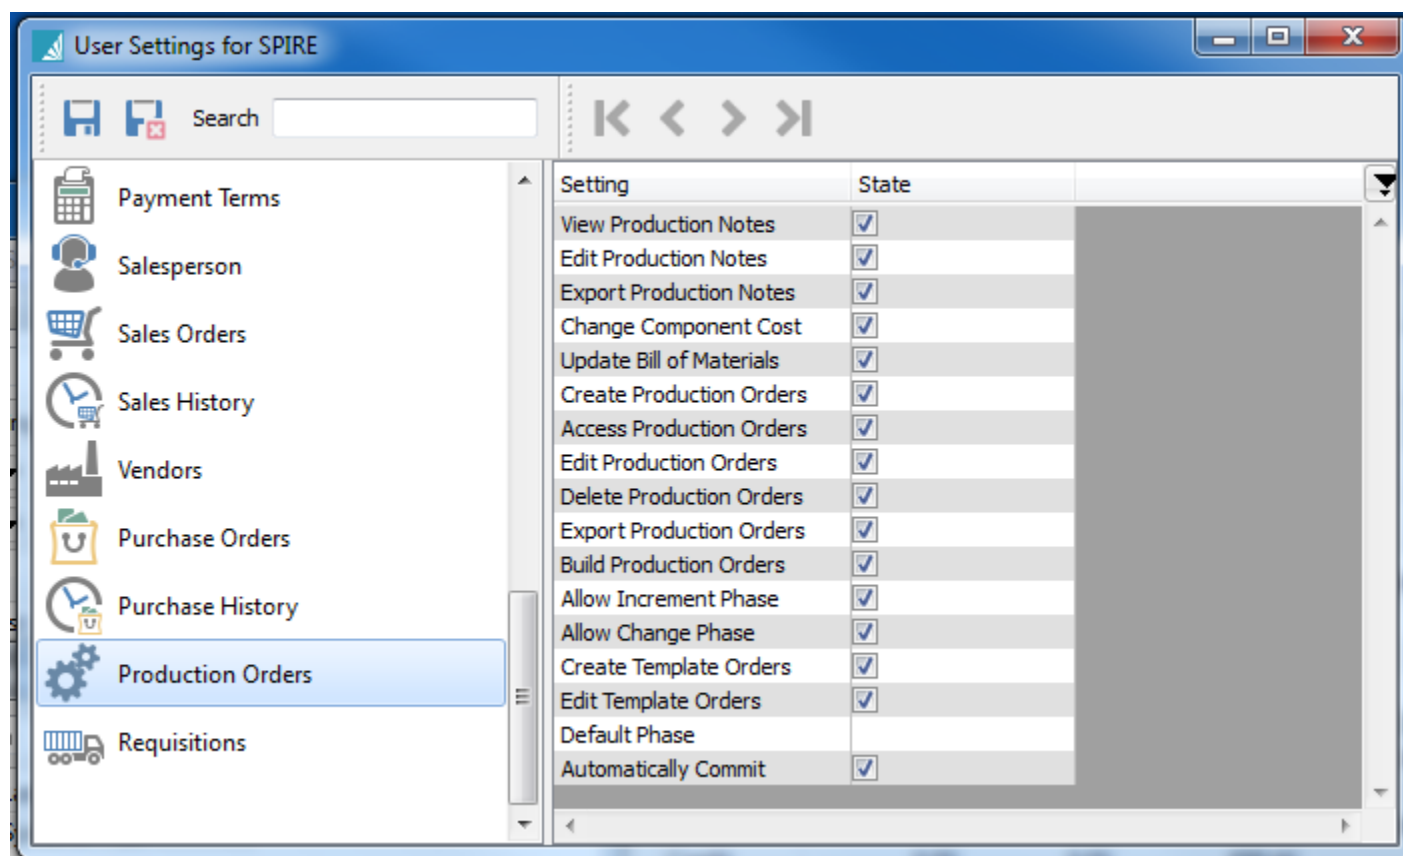 User Settings for SPIRE
Search
Payment Terms
Salesperson
Sales Orders
Sales History
Vendors
Purchase Orders
Purchase History
Production Orders
Requisitions
Setting State
View Production Notes
Edit Production Notes
Export Production Notes
Change Component Cost
Update Bill of Materials
Create Production Orders
Access Production Orders
Edit Production Orders
Delete Production Orders
Export Production Orders
Build Production Orders
Allow Increment Phase
Allow Change Phase
Create Template Orders
Edit Template Orders
Default Phase
Automatically Commit